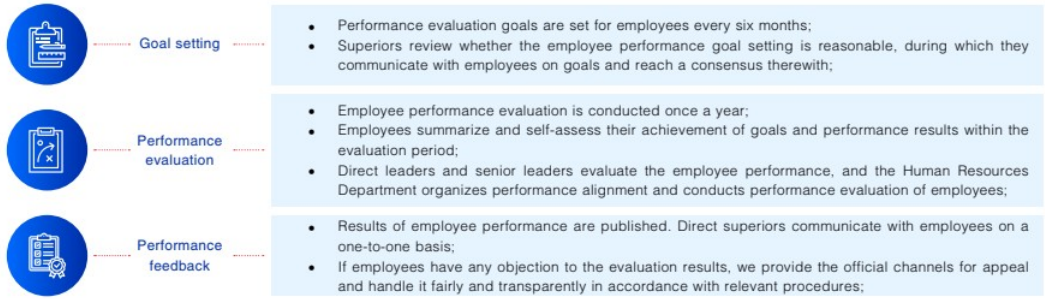 Goal setting
• Performance evaluation goals are set for employees every six months;
• Superiors review whether the employee performance goal setting is reasonable, during which they
communicate with employees on goals and reach a consensus therewith;
Performance
evaluation
• Employee performance evaluation is conducted once a year;
• Employees summarize and self-assess their achievement of goals and performance results within the
evaluation period;
• Direct leaders and senior leaders evaluate the employee performance, and the Human Resources
Department organizes performance alignment and conducts performance evaluation of employees;
Performance
feedback
• Results of employee performance are published. Direct superiors communicate with employees on a
one-to-one basis;
• If employees have any objection to the evaluation results, we provide the official channels for appeal
and handle it fairly and transparently in accordance with relevant procedures;